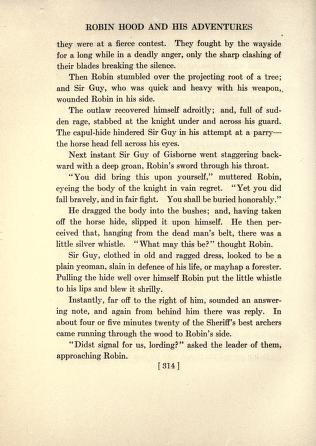 ROBIN HOOD AND HIS ADVENTURES
they were at a fierce contest. They fought by the wayside
for a long while in a deadly anger, only the sharp clashing of
their blades breaking the silence.
Then Robin stumbled over the projecting root of a tree;
and Sir Guy, who was quick and heavy with his weapon,
wounded Robin in his side.
The outlaw recovered himself adroitly; and, full of sud-
den rage, stabbed at the knight under and across his guard.
The capul-hide hindered Sir Guy in his attempt at a parry—
the horse head fell across his eyes.
Next instant Sir Guy of Gisborne went staggering back-
ward with a deep groan, Robin's sword through his throat.
"You did bring this upon yourself," muttered Robin,
eyeing the body of the knight in vain regret. "Yet you did
fall bravely, and in fair fight. You shall be buried honorably."
He dragged the body into the bushes; and, having taken
off the horse hide, slipped it upon himself. He then per-
ceived that, hanging from the dead man's belt, there was a
little silver whistle. "What may this be?" thought Robin.
Sir Guy, clothed in old and ragged dress, looked to be a
plain yeoman, slain in defence of his life, or mayhap a forester.
Pulling the hide well over himself Robin put the little whistle
to his lips and blew it shrilly.
Instantly, far off to the right of him, sounded an answer-
ing note, and again from behind him there was reply. In
about four or five minutes twenty of the Sheriff's best archers
came running through the wood to Robin's side.
"Didst signal for us, lording?" asked the leader of them,
approaching Robin.
[ 314 ]